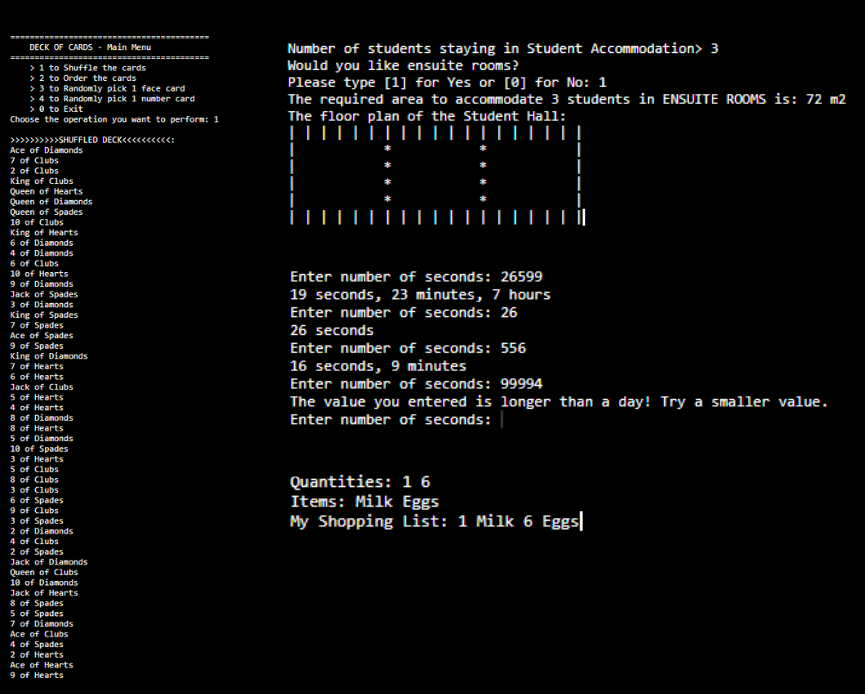 ==========================================
DECK OF CARDS - Main Menu
==========================================
> 1 to Shuffle the cards
> 2 to Order the cards
> 3 to Randomly pick 1 face card
> 4 to Randomly pick 1 number card
> 0 to Exit
Choose the operation you want to perform: 1
>>>>>>>>>>SHUFFLED DECK<<<<<<<<<<:
Ace of Diamonds
7 of Clubs
2 of Clubs
King of Clubs
Queen of Hearts
Queen of Diamonds
Queen of Spades
10 of Clubs
King of Hearts
6 of Diamonds
4 of Diamonds
6 of Clubs
10 of Hearts
9 of Diamonds
Jack of Spades
3 of Diamonds
King of Spades
7 of Spades
Ace of Spades
9 of Spades
King of Diamonds
7 of Hearts
6 of Hearts
Jack of Clubs
5 of Hearts
4 of Hearts
8 of Diamonds
8 of Hearts
5 of Diamonds
10 of Spades
3 of Hearts
5 of Clubs
8 of Clubs
3 of Clubs
6 of Spades
9 of Clubs
3 of Spades
2 of Diamonds
4 of Clubs
2 of Spades
Jack of Diamonds
Queen of Clubs
10 of Diamonds
Jack of Hearts
8 of Spades
5 of Spades
7 of Diamonds
Ace of Clubs
4 of Spades
2 of Hearts
Ace of Hearts
9 of Hearts
Number of students staying in Student Accommodation> 3
Would you like ensuite rooms?
Please type [1] for Yes or [0] for No: 1
The required area to accommodate 3 students in ENSUITE ROOMS is: 72 m2
The floor plan of the Student Hall:
| | | | | | | | | | | | | | | | | | |
|           *           *           |
|           *           *           |
|           *           *           |
|           *           *           |
| | | | | | | | | | | | | | | | | | |
Enter number of seconds: 26599
19 seconds, 23 minutes, 7 hours
Enter number of seconds: 26
26 seconds
Enter number of seconds: 556
16 seconds, 9 minutes
Enter number of seconds: 99994
The value you entered is longer than a day! Try a smaller value.
Enter number of seconds:
Quantities: 1 6
Items: Milk Eggs
My Shopping List: 1 Milk 6 Eggs